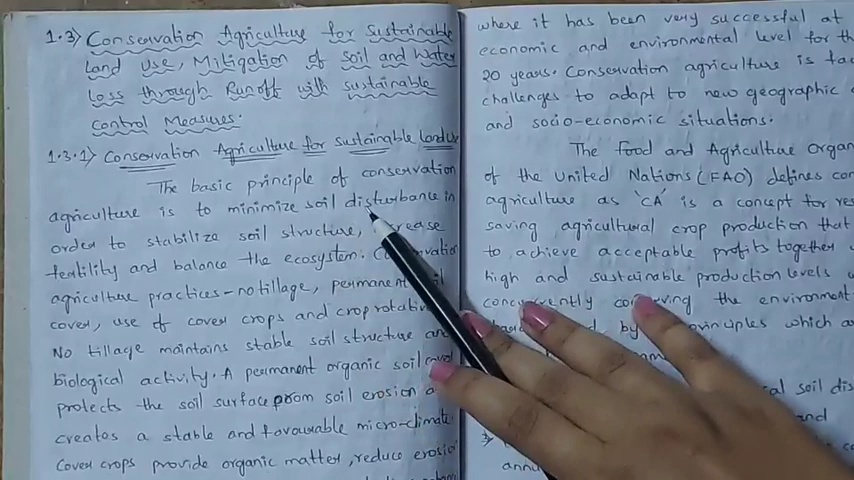 1.3) Conservation Agriculture for Sustainable
Land Use, Mitigation of Soil and Water
Loss through Runoff with sustainable
Control Measures.
1.3.1) Conservation Agriculture for sustainable Land Use
The basic principle of conservation
agriculture is to minimize soil disturbance in
order to stabilize soil structure,
fertility and balance the ecosystem.
agriculture practices - no tillage, permanent
cover, use of cover crops and crop
No tillage maintains stable soil structure and
biological activity. A permanent organic soil
protects the soil surface from soil erosion
creates a stable and favourable micro-climate.
Cover crops provide organic matter, reduce
where it has been very successful at
economic and environmental level for
20 years. Conservation agriculture is
challenges to adapt to new geographic
and socio-economic situations.
The Food and Agriculture
of the United Nations (FAO) defines
agriculture as 'CA' is a concept for
saving agricultural crop production that
to achieve acceptable profits together
high and sustainable production levels
the environment
by principles which
soil
and
3)